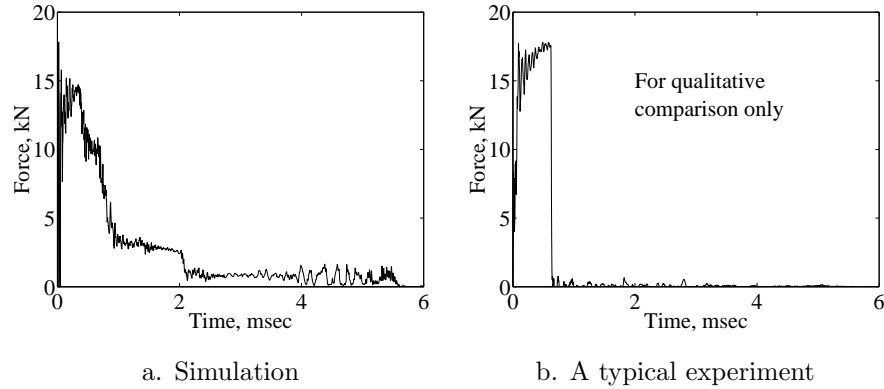 20
15
10
5
0
Force, kN
0 2 4 6
Time, msec
a. Simulation
20
15
10
5
0
Force, kN
For qualitative
comparison only
0 2 4 6
Time, msec
b. A typical experiment